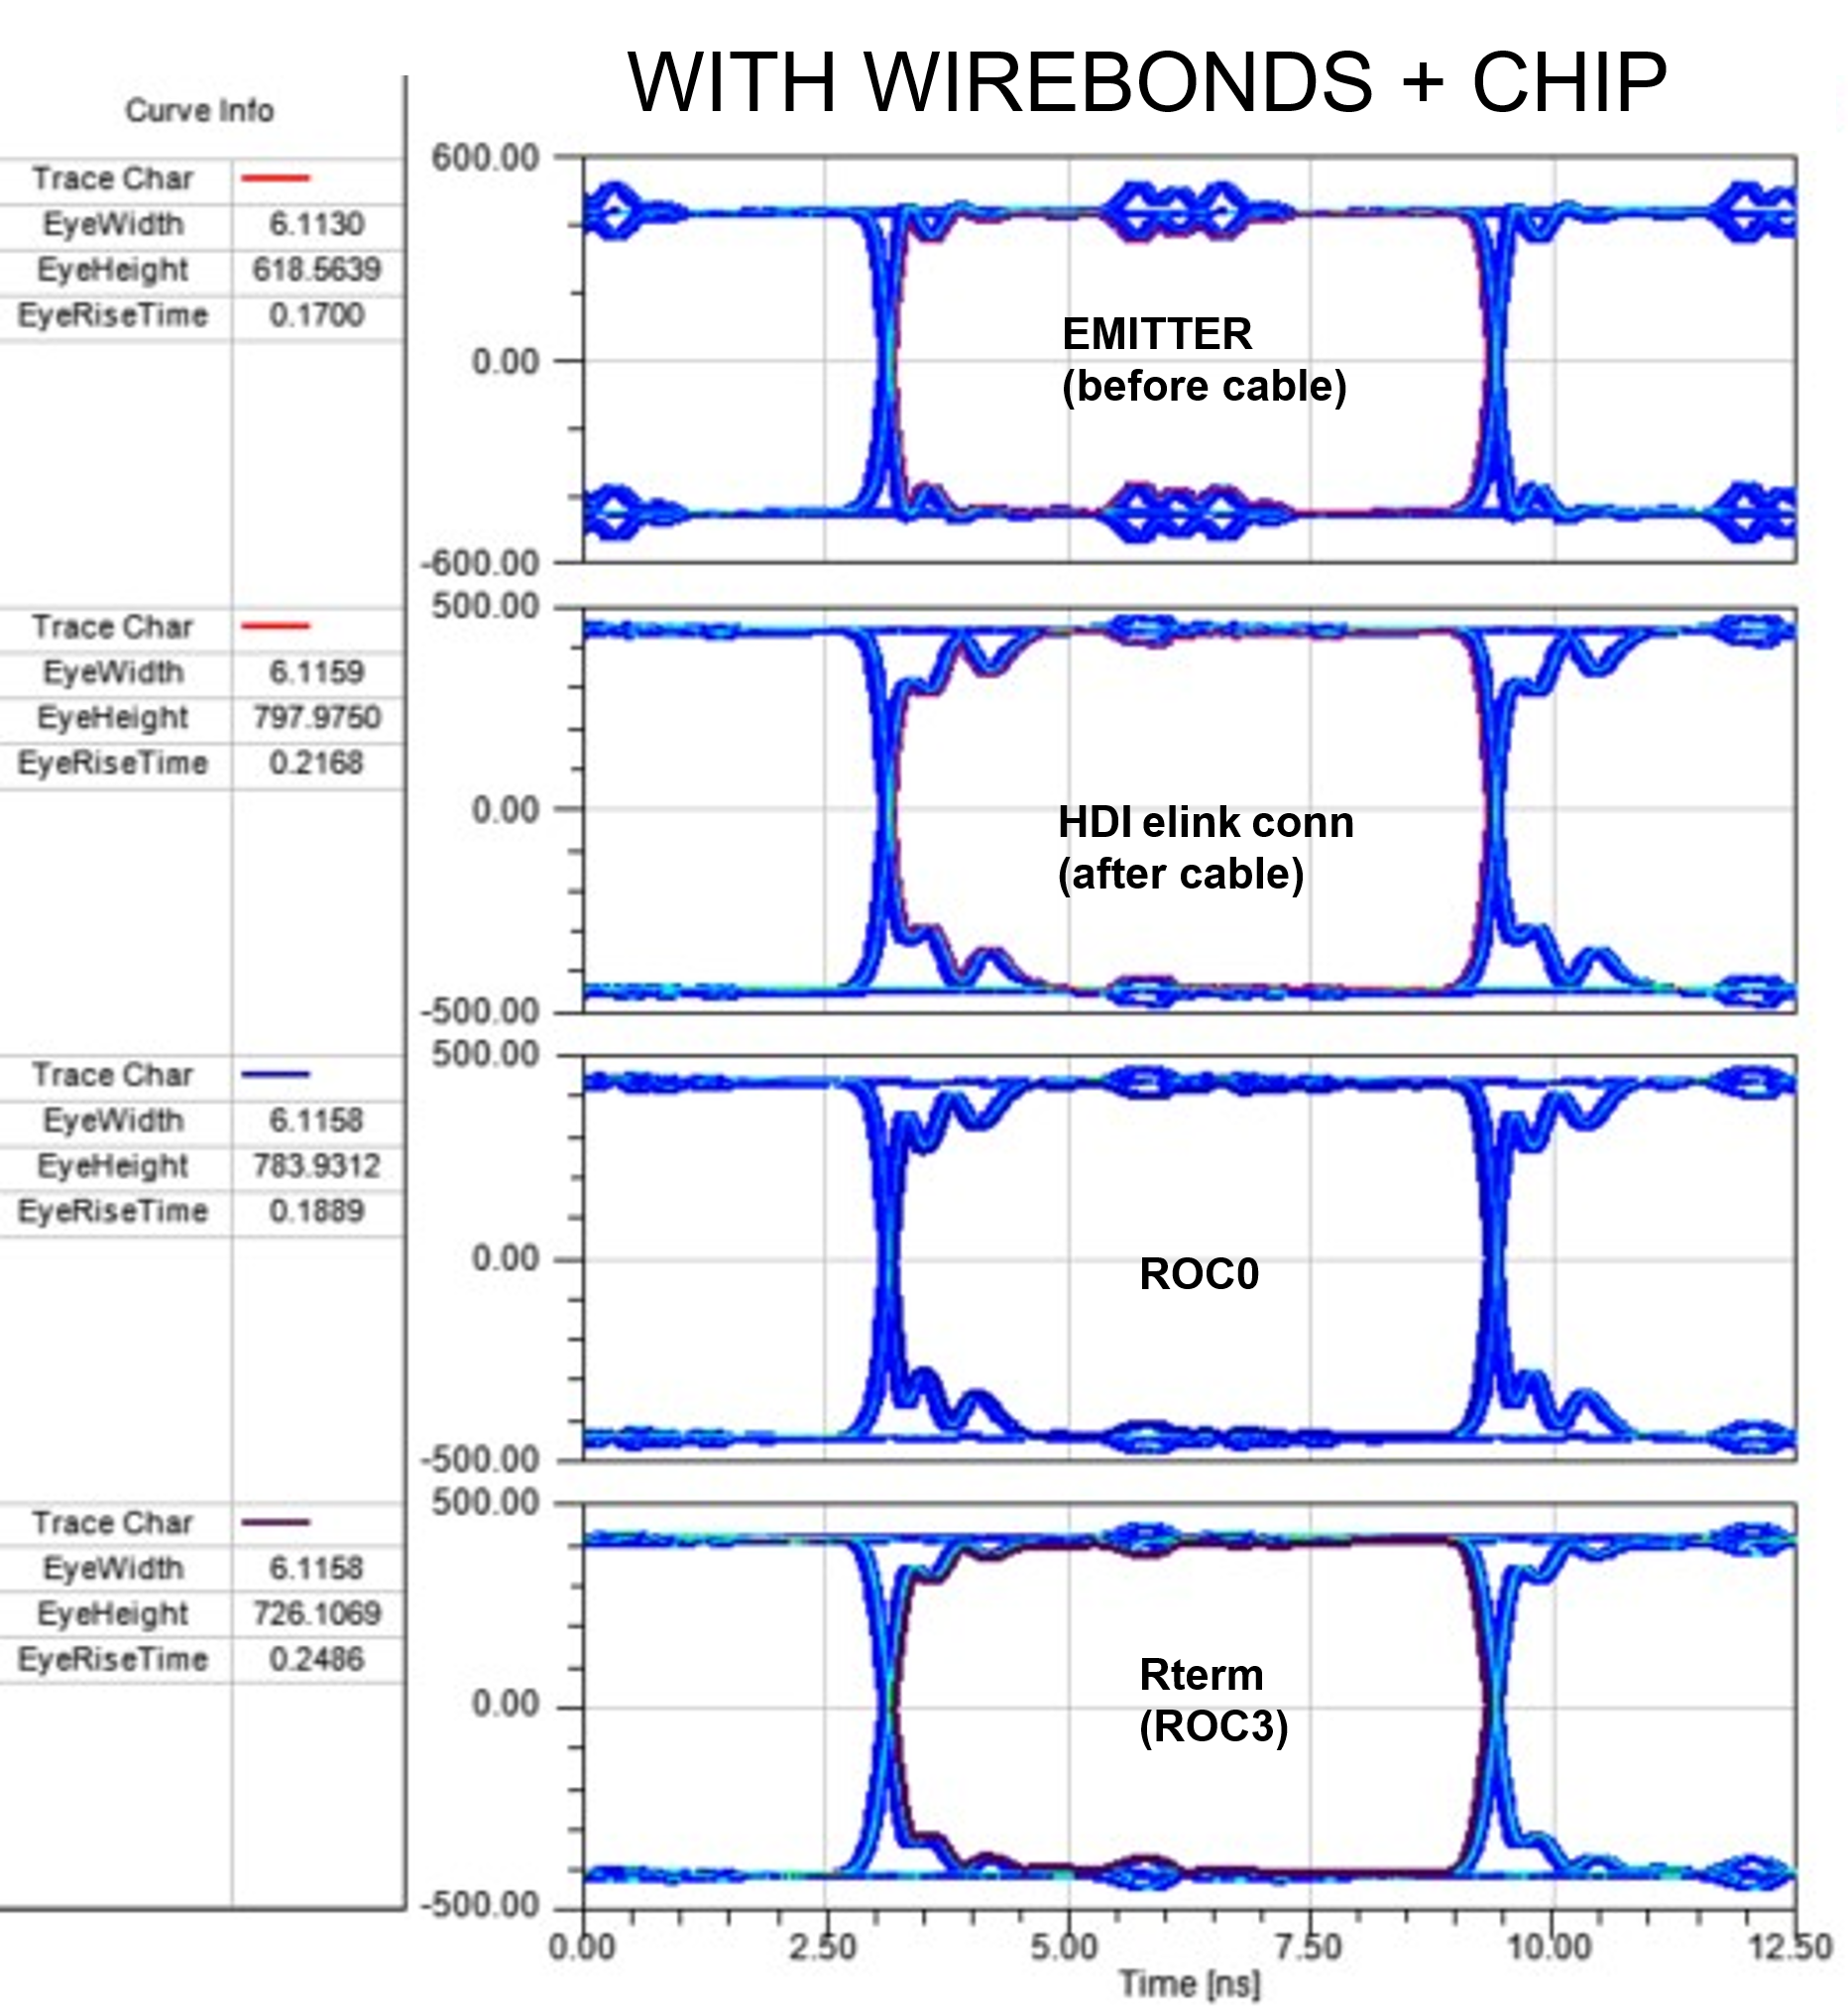 WITH WIREBONDS + CHIP
Curve Info
Trace Char
EyeWidth 6.1130
EyeHeight 618.5639
EyeRiseTime 0.1700
600.00
0.00
-600.00
EMITTER
(before cable)
Trace Char
EyeWidth 6.1159
EyeHeight 797.9750
EyeRiseTime 0.2168
500.00
0.00
-500.00
HDI elink conn
(after cable)
Trace Char
EyeWidth 6.1158
EyeHeight 783.9312
EyeRiseTime 0.1889
500.00
0.00
-500.00
ROC0
Trace Char
EyeWidth 6.1158
EyeHeight 726.1069
EyeRiseTime 0.2486
500.00
0.00
-500.00
Rterm
(ROC3)
0.00 2.50 5.00 7.50 10.00 12.50
Time [ns]